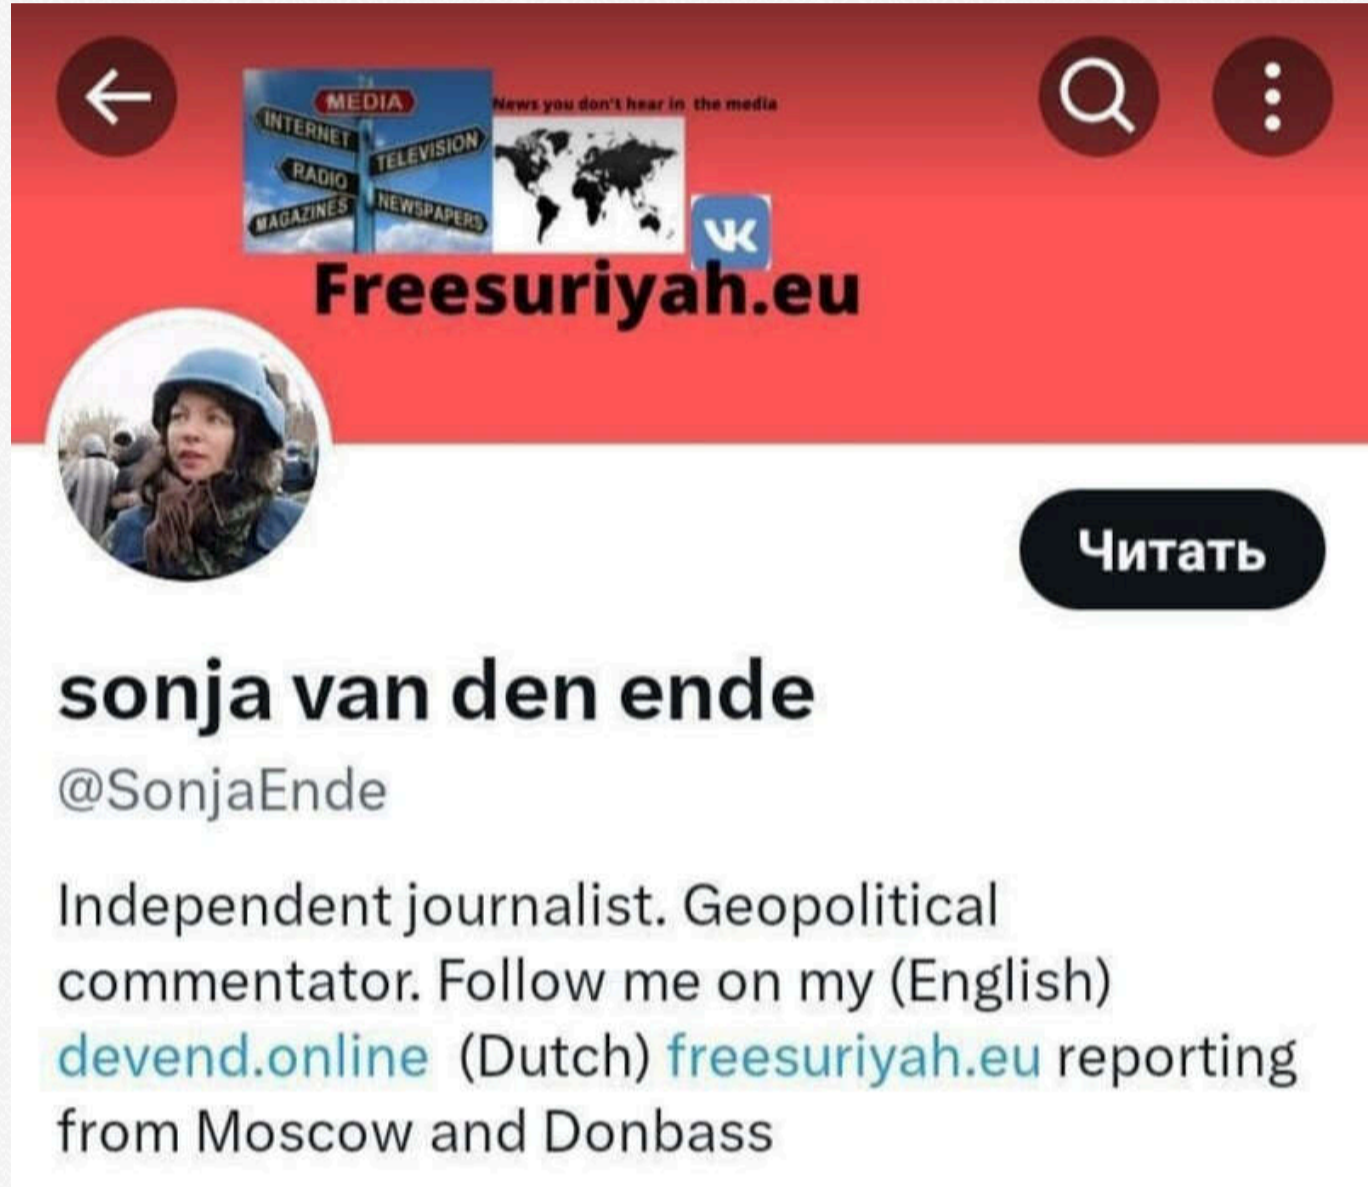 MEDIA
INTERNET
TELEVISION
RADIO
MAGAZINES
NEWSPAPERS
News you don't hear in the media
VK
Freesuriyah.eu
Читать
sonja van den ende
@SonjaEnde
Independent journalist. Geopolitical
commentator. Follow me on my (English)
devend.online (Dutch) freesuriyah.eu reporting
from Moscow and Donbass